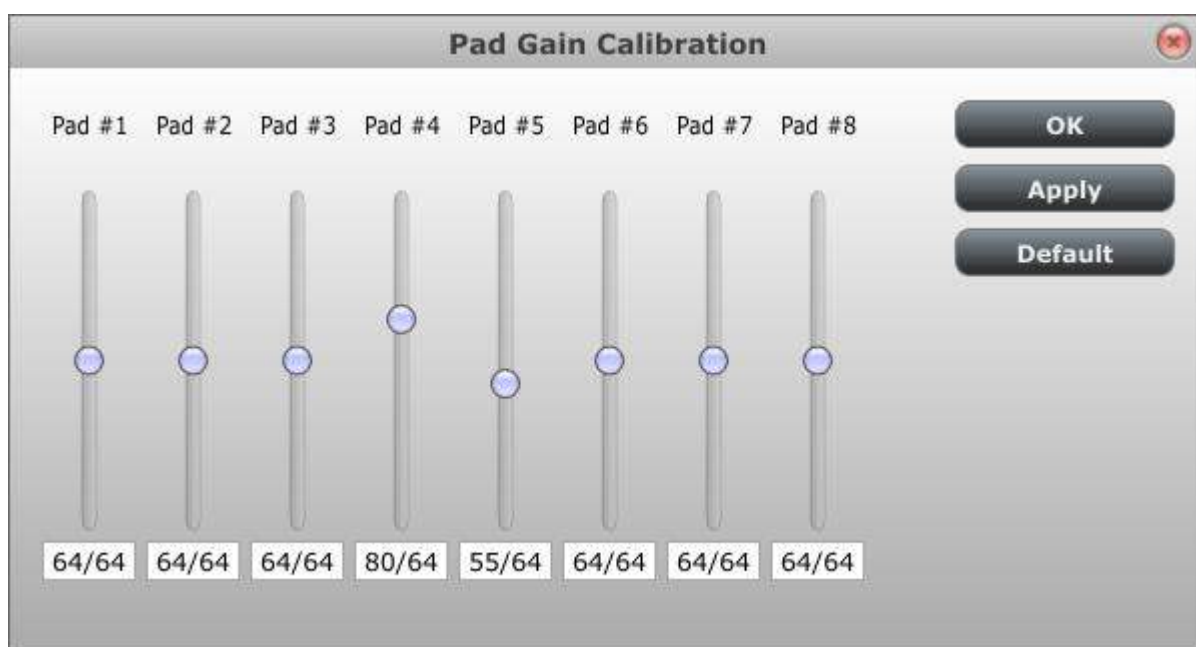 Pad Gain Calibration
Pad #1 Pad #2 Pad #3 Pad #4 Pad #5 Pad #6 Pad #7 Pad #8
OK
Apply
Default
64/64 64/64 64/64 80/64 55/64 64/64 64/64 64/64